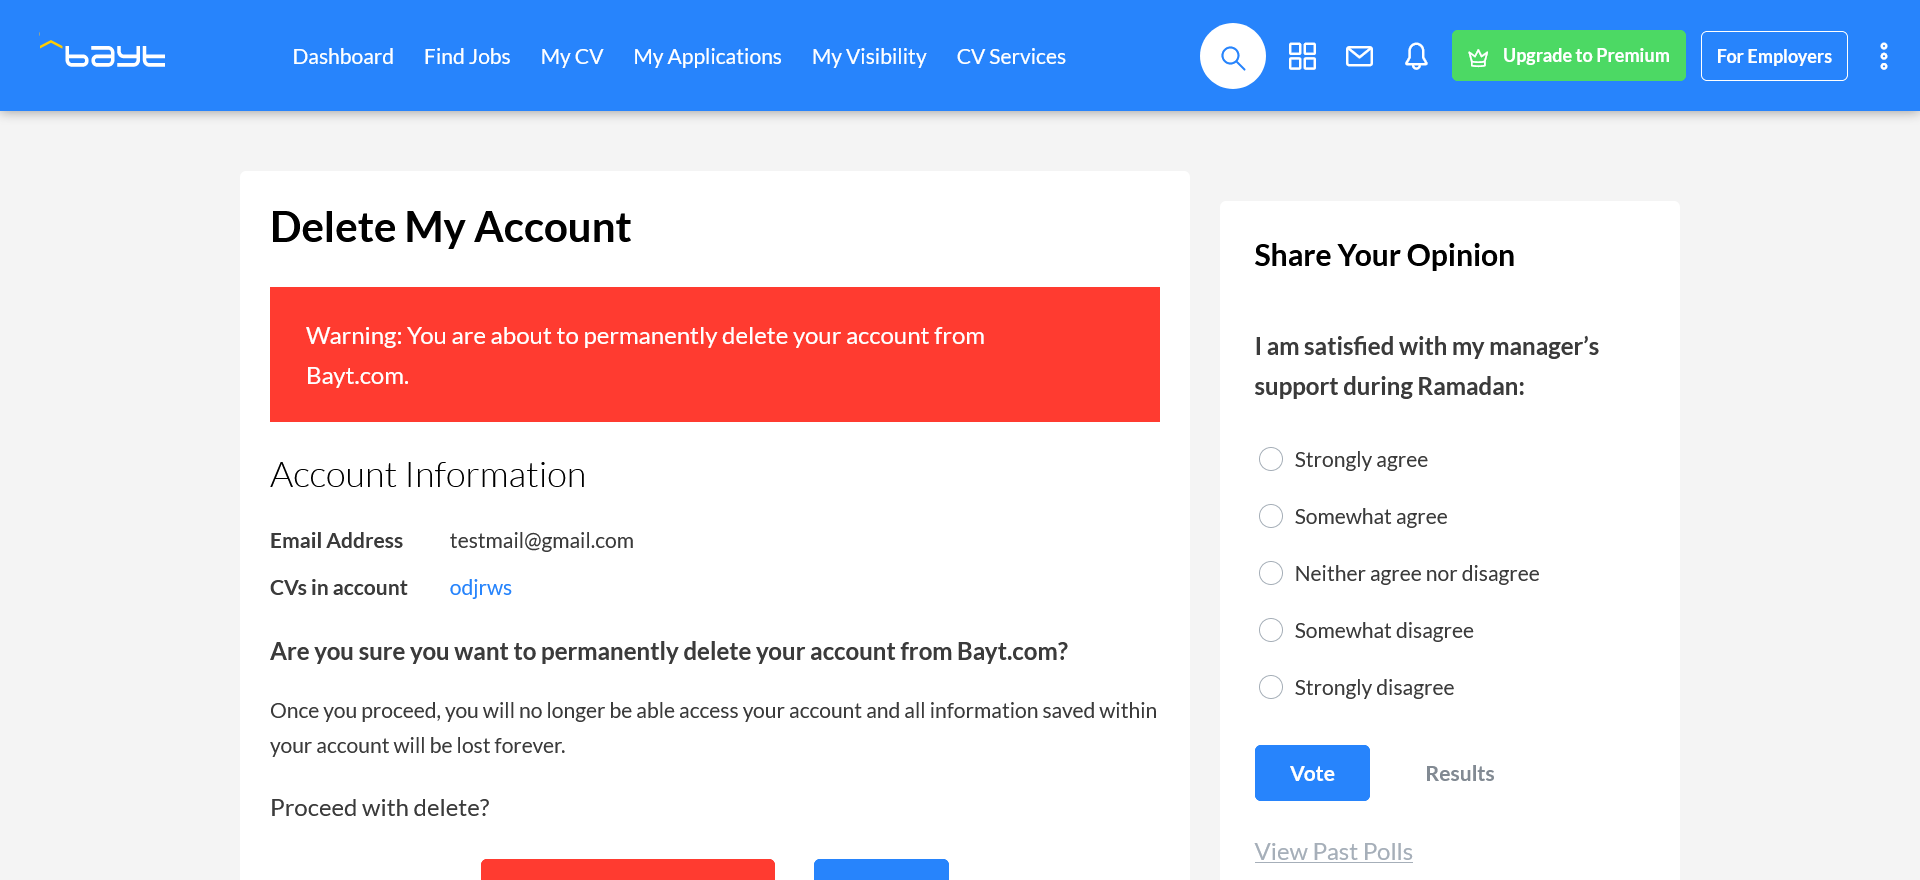 bayt
Dashboard
Find Jobs
My CV
My Applications
My Visibility
CV Services
Upgrade to Premium
For Employers
Delete My Account
Warning: You are about to permanently delete your account from
Bayt.com.
Account Information
Email Address testmail@gmail.com
CVs in account odjrws
Are you sure you want to permanently delete your account from Bayt.com?
Once you proceed, you will no longer be able access your account and all information saved within
your account will be lost forever.
Proceed with delete?
Share Your Opinion
I am satisfied with my manager’s
support during Ramadan:
Strongly agree
Somewhat agree
Neither agree nor disagree
Somewhat disagree
Strongly disagree
Vote
Results
View Past Polls